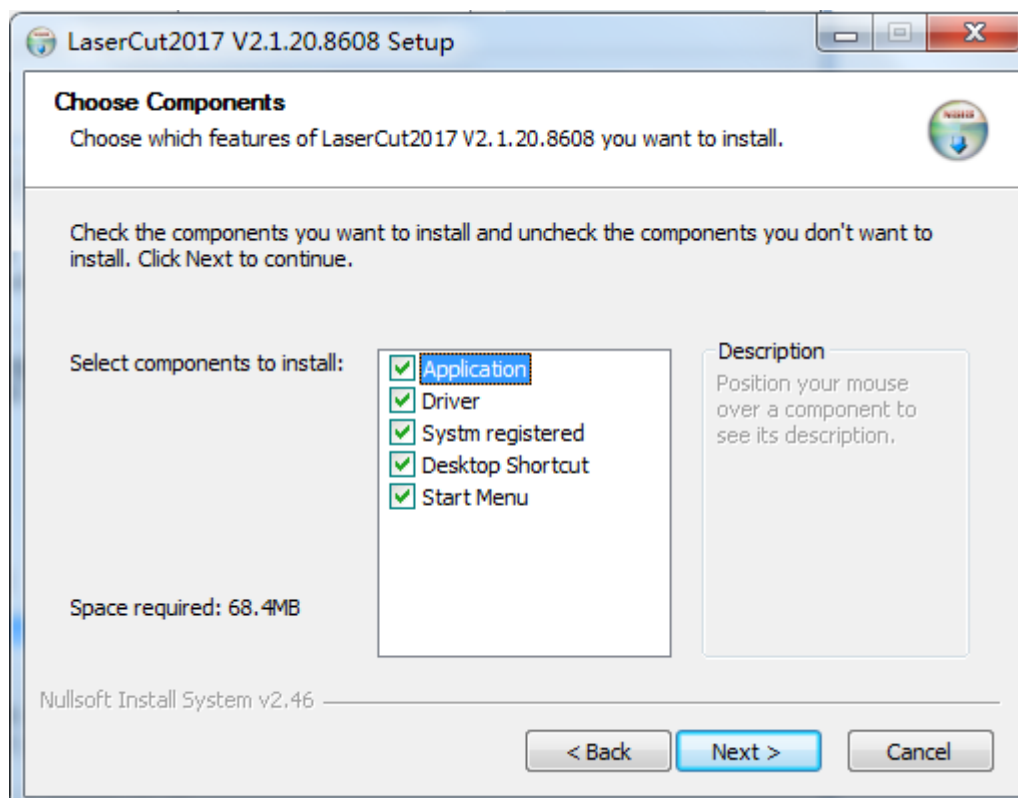 LaserCut2017 V2.1.20.8608 Setup
Choose Components
Choose which features of LaserCut2017 V2.1.20.8608 you want to install.
Check the components you want to install and uncheck the components you don't want to
install. Click Next to continue.
Select components to install:
Application
Driver
Systm registered
Desktop Shortcut
Start Menu
Description
Position your mouse
over a component to
see its description.
Space required: 68.4MB
Nullsoft Install System v2.46
< Back
Next >
Cancel